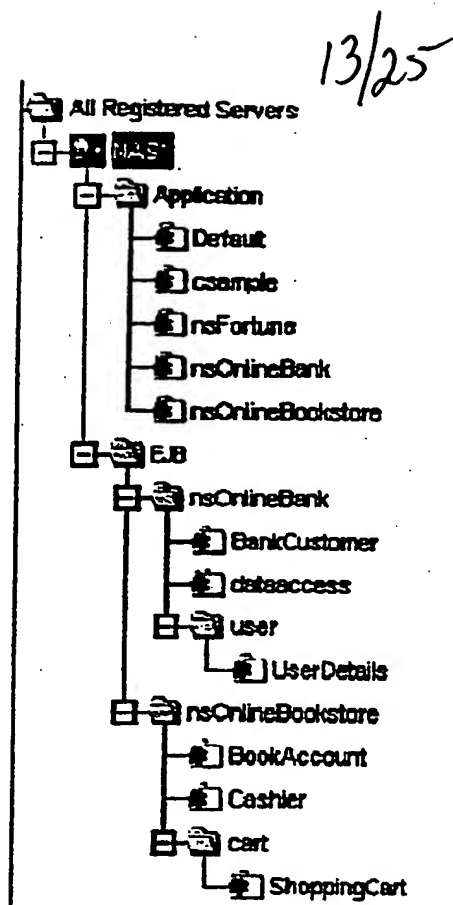 13/25
All Registered Servers
NAS
Application
Default
csample
nsFortune
nsOnlineBank
nsOnlineBookstore
EJB
nsOnlineBank
BankCustomer
dataaccess
user
UserDetails
nsOnlineBookstore
BookAccount
Cashier
cart
ShoppingCart